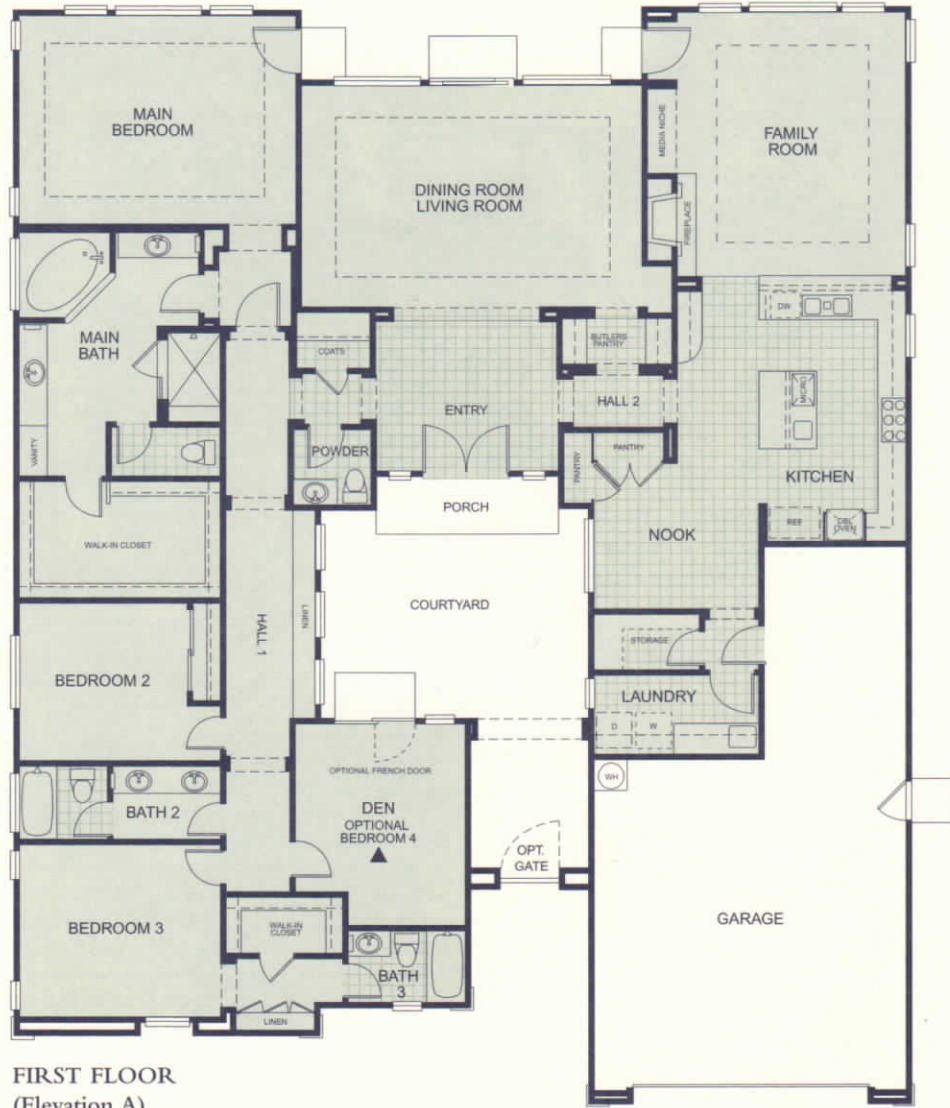 MAIN
BEDROOM
DINING ROOM
LIVING ROOM
MEDIA NICHE
FIREPLACE
FAMILY
ROOM
DW
MAIN
BATH
VANITY
COATS
BUTLERS
PANTRY
ENTRY
HALL 2
MICRO
POWDER
PANTRY
PANTRY
KITCHEN
PORCH
REF
DBL
OVEN
NOOK
WALK-IN CLOSET
HALL 1
LINEN
COURTYARD
STORAGE
BEDROOM 2
LAUNDRY
D
W
OPTIONAL FRENCH DOOR
WH
BATH 2
DEN
OPTIONAL
BEDROOM 4
OPT.
GATE
BEDROOM 3
WALK-IN
CLOSET
GARAGE
BATH
3
LINEN
FIRST FLOOR
(Elevation A)